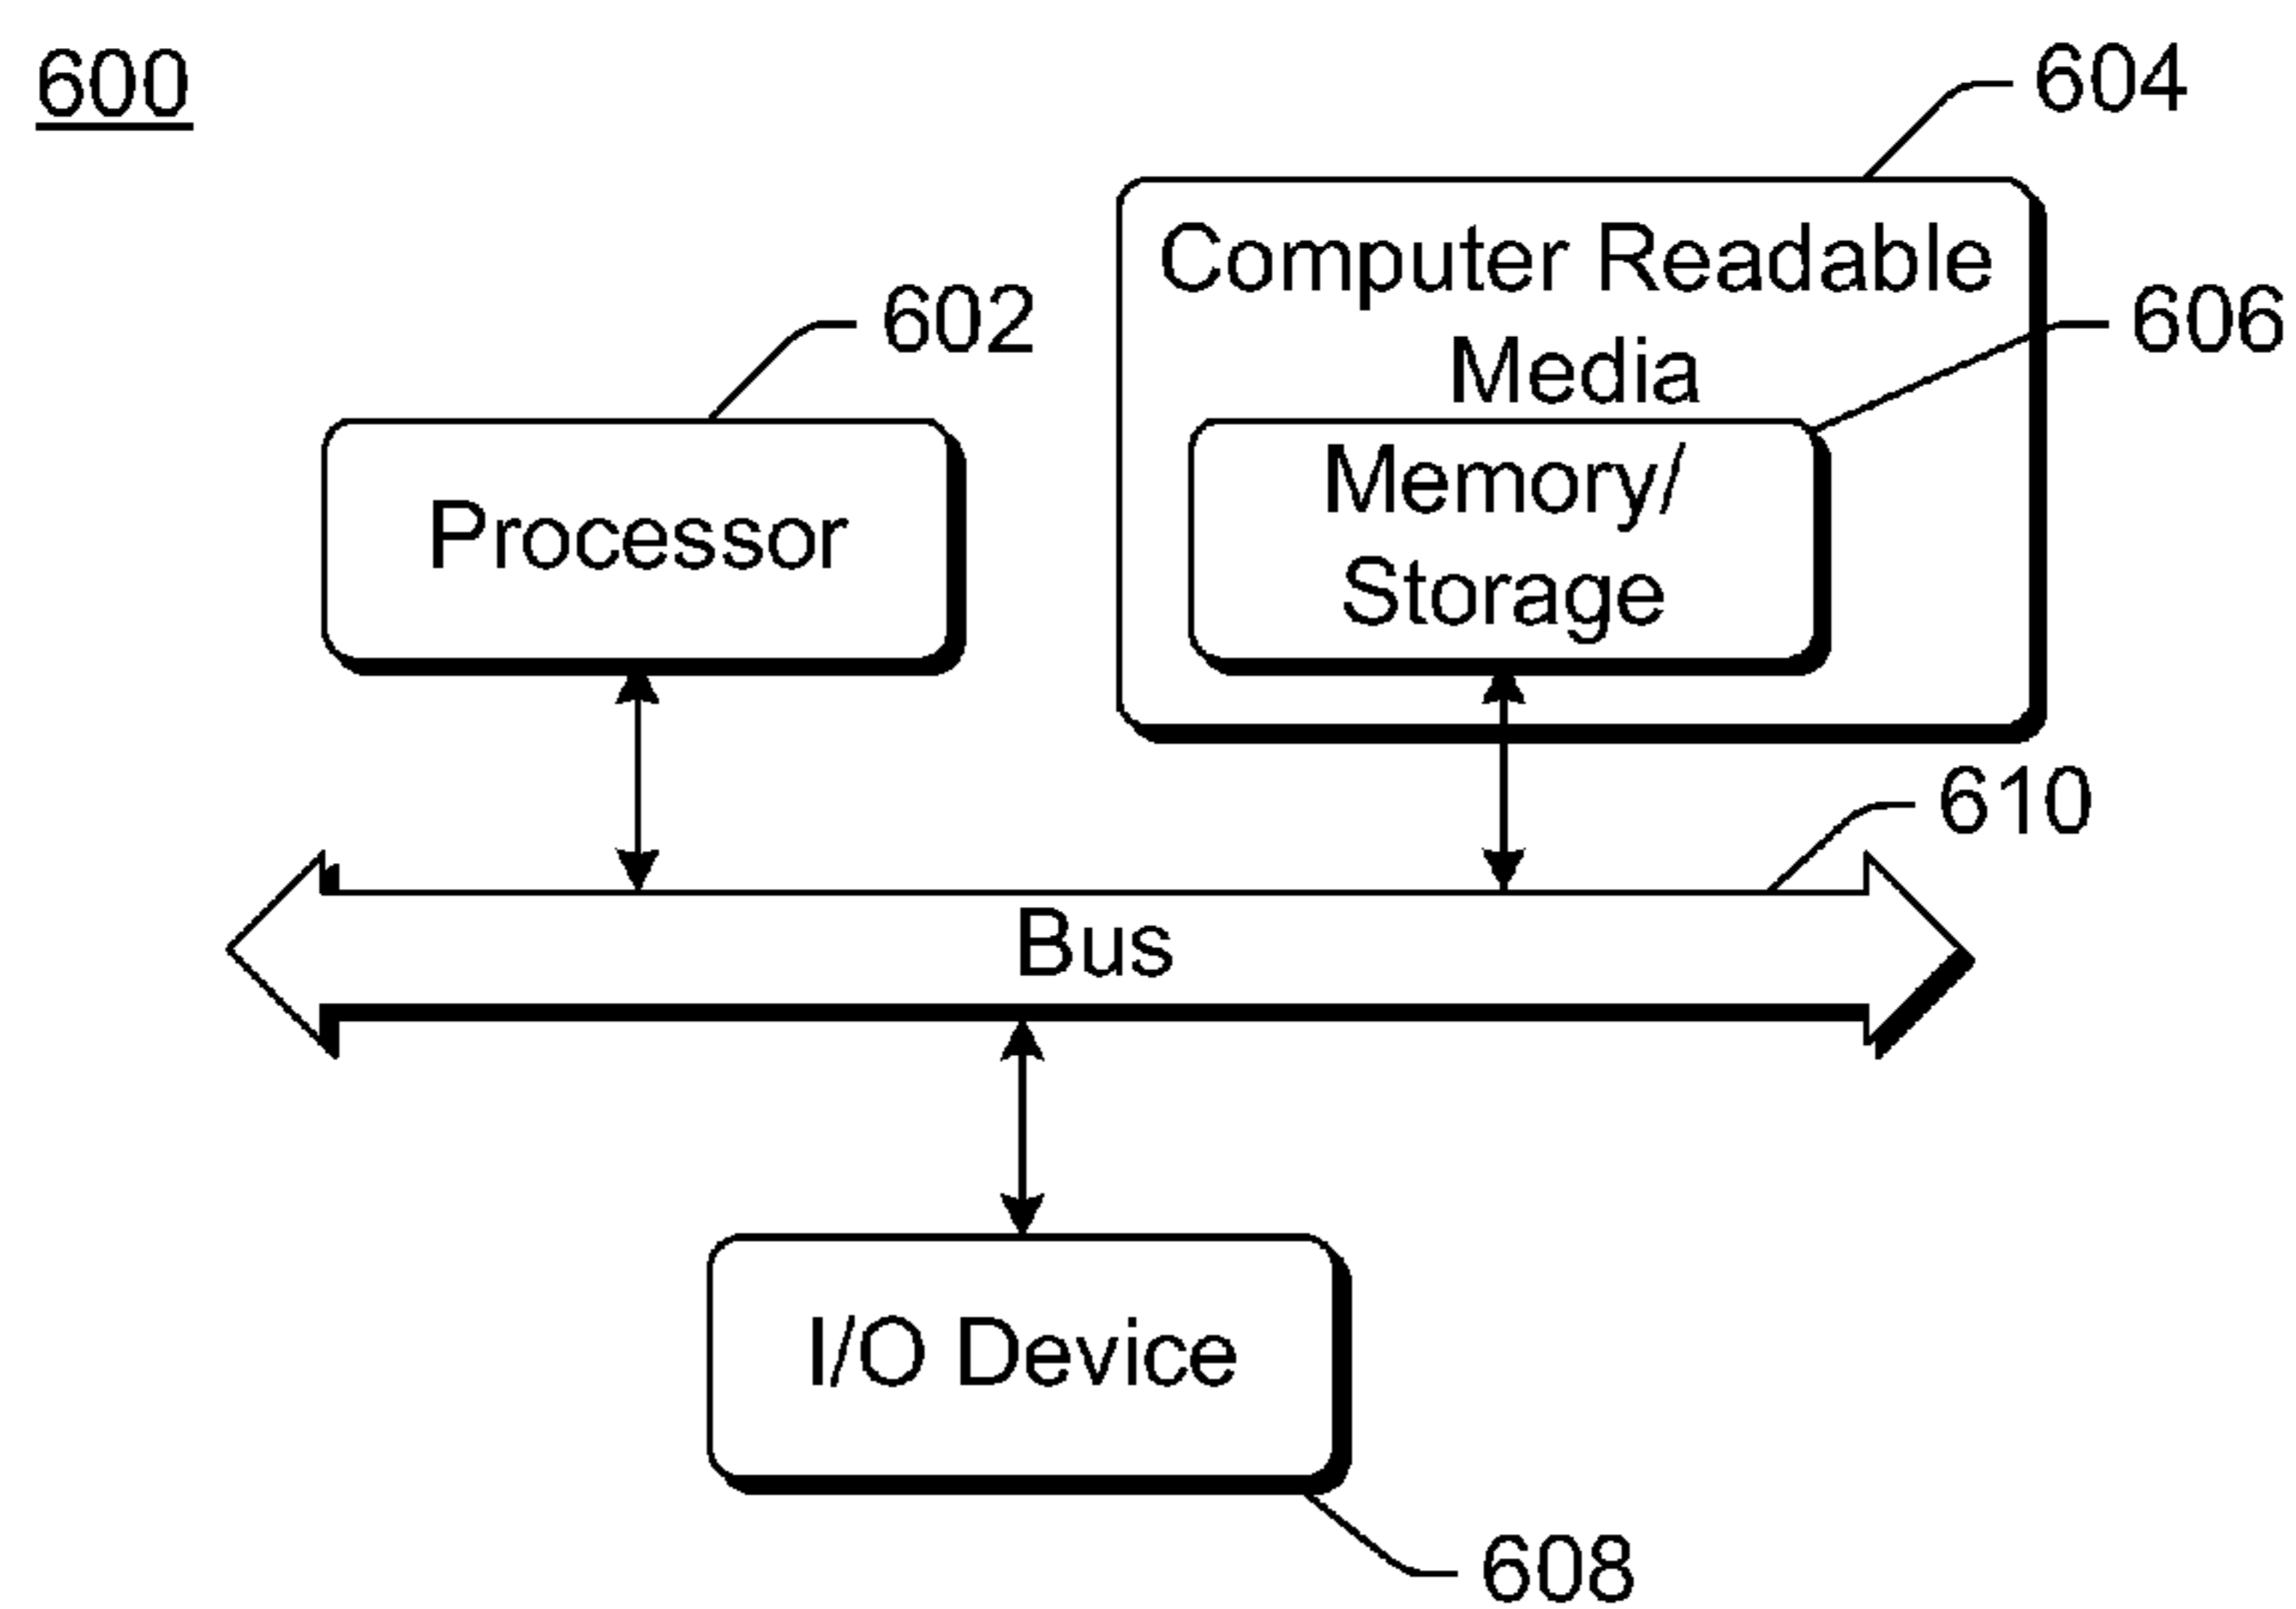 600
604
Computer Readable
Media
602
606
Processor
Memory/
Storage
610
Bus
I/O Device
608